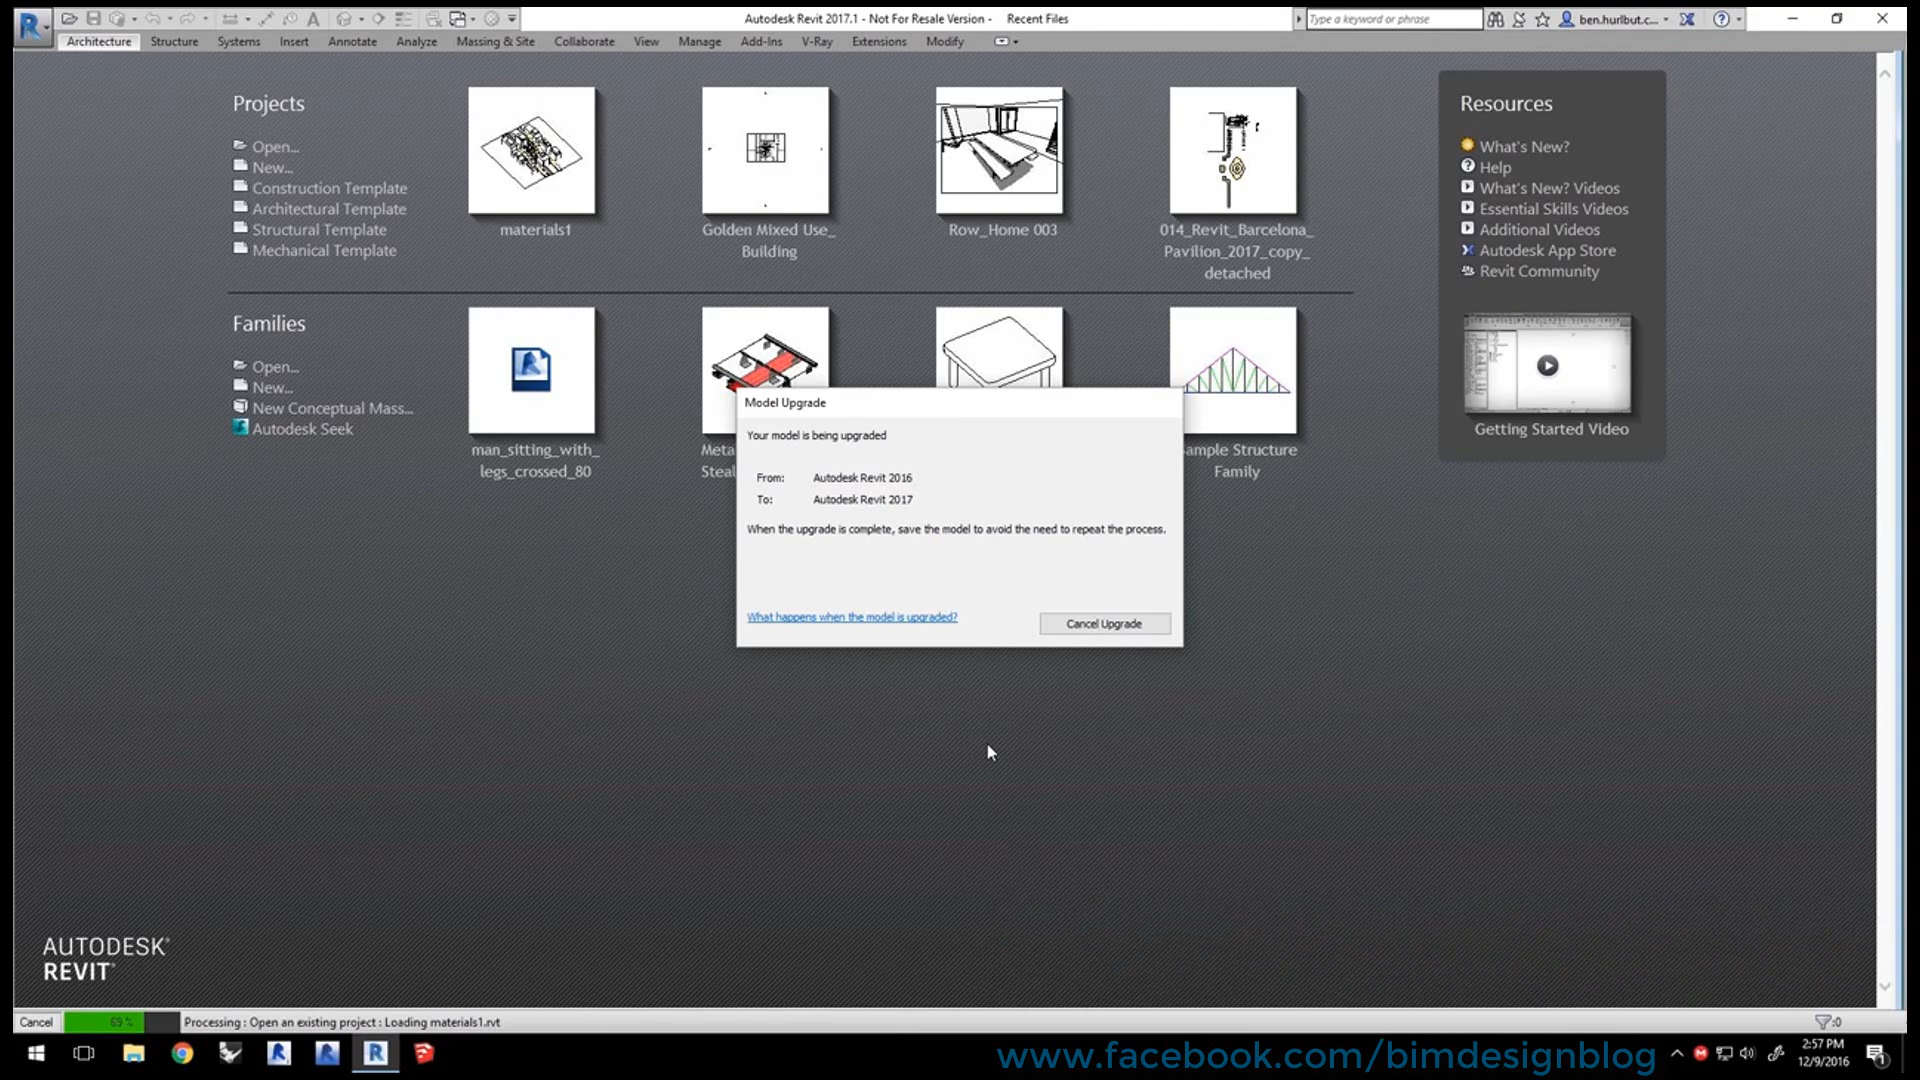 Autodesk Revit 2017.1 - Not For Resale Version - Recent Files
Type a keyword or phrase
ben.hurlbut.c...
Architecture Structure Systems Insert Annotate Analyze Massing & Site Collaborate View Manage Add-Ins V-Ray Extensions Modify
Projects
Open...
New...
Construction Template
Architectural Template
Structural Template
Mechanical Template
materials1
Golden Mixed Use_
Building
Row_Home 003
014_Revit_Barcelona_
Pavilion_2017_copy_
detached
Resources
What's New?
Help
What's New? Videos
Essential Skills Videos
Additional Videos
Autodesk App Store
Revit Community
Getting Started Video
Families
Open...
New...
New Conceptual Mass...
Autodesk Seek
man_sitting_with_
legs_crossed_80
Meta
Steal
ample Structure
Family
Model Upgrade
Your model is being upgraded
From: Autodesk Revit 2016
To: Autodesk Revit 2017
When the upgrade is complete, save the model to avoid the need to repeat the process.
What happens when the model is upgraded?
Cancel Upgrade
AUTODESK®
REVIT®
Cancel 69 % Processing : Open an existing project : Loading materials1.rvt
:0
www.facebook.com/bimdesignblog
2:57 PM
12/9/2016
1